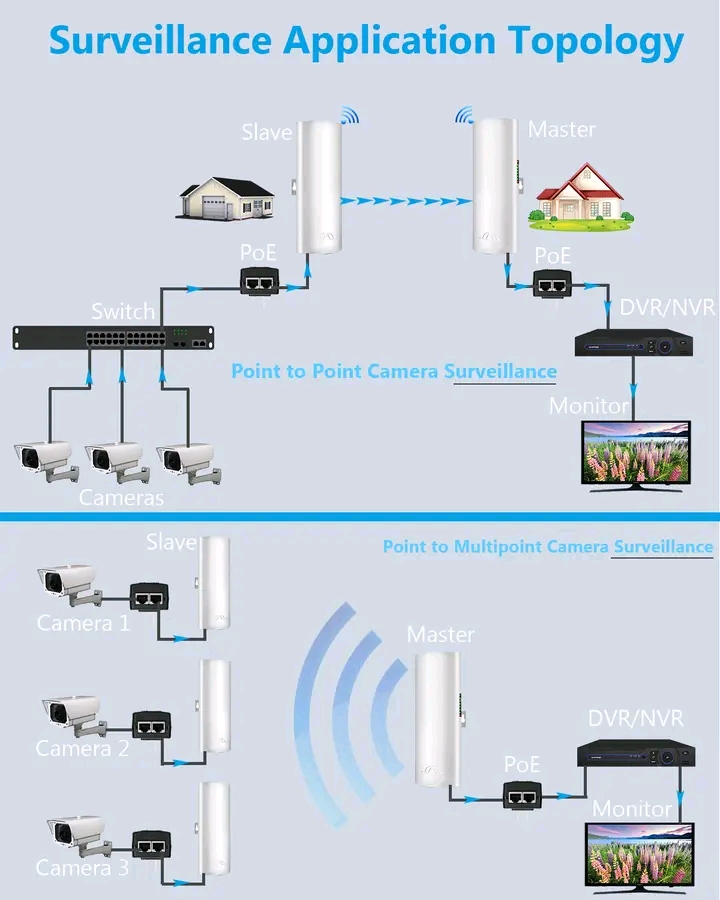 Surveillance Application Topology
Slave
Master
PoE
PoE
Switch
DVR/NVR
Point to Point Camera Surveillance
Monitor
Cameras
Slave
Point to Multipoint Camera Surveillance
Camera 1
Master
Camera 2
DVR/NVR
PoE
Monitor
Camera 3